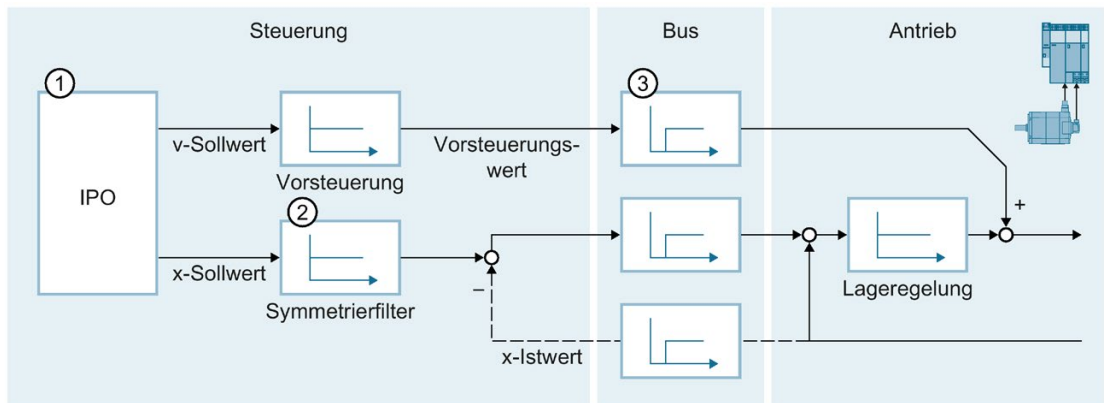 Steuerung
Bus
Antrieb
1
3
v-Sollwert
Vorsteuerungs-
wert
Vorsteuerung
+
IPO
2
x-Sollwert
Symmetrierfilter
−
Lageregelung
x-Istwert